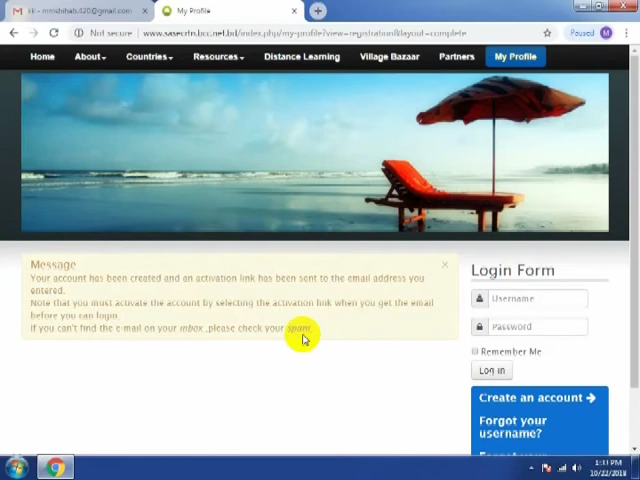 mmshihab.420@gmail.com
My Profile
Not secure
www.sasecrtn.bcc.net.bd/index.php/my-profile?view=registration&layout=complete
Paused
M
Home
About
Countries
Resources
Distance Learning
Village Bazaar
Partners
My Profile
Message
Your account has been created and an activation link has been sent to the email address you
entered.
Note that you must activate the account by selecting the activation link when you get the email
before you can login.
If you can't find the e-mail on your inbox ,please check your spam.
Login Form
Username
Password
Remember Me
Log in
Create an account
Forgot your
username?
1:33 PM
10/22/2018